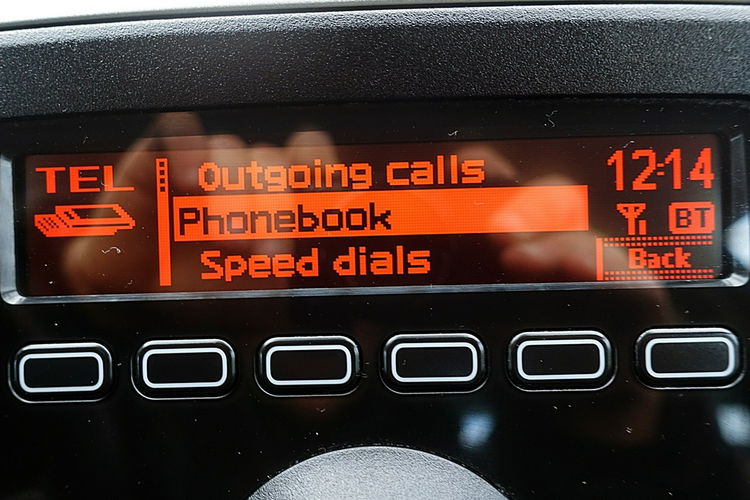 TEL
Outgoing calls
Phonebook
Speed dials
12:14
BT
Back